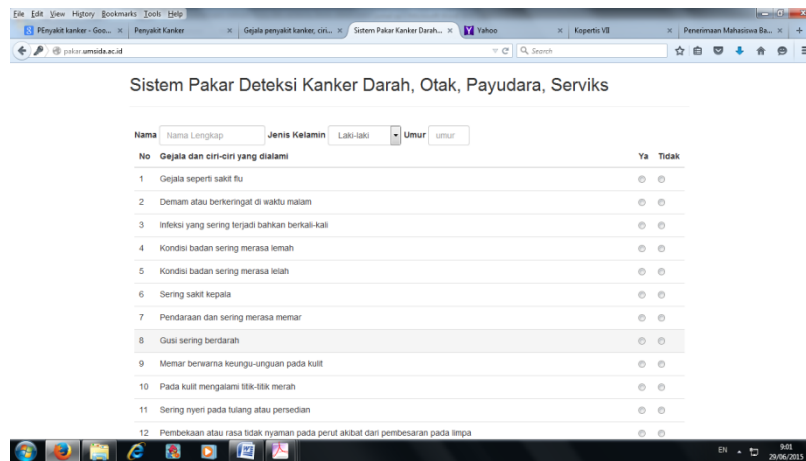 File Edit View History Bookmarks Tools Help
PEnyakit kanker - Goo... Penyakit Kanker Gejala penyakit kanker, ciri... Sistem Pakar Kanker Darah... Yahoo Kopertis VII Penerimaan Mahasiswa Ba...
pakar.umsida.ac.id Search
Sistem Pakar Deteksi Kanker Darah, Otak, Payudara, Serviks
Nama Nama Lengkap Jenis Kelamin Laki-laki Umur umur
No Gejala dan ciri-ciri yang dialami Ya Tidak
1 Gejala seperti sakit flu
2 Demam atau berkeringat di waktu malam
3 Infeksi yang sering terjadi bahkan berkali-kali
4 Kondisi badan sering merasa lemah
5 Kondisi badan sering merasa lelah
6 Sering sakit kepala
7 Pendaraan dan sering merasa memar
8 Gusi sering berdarah
9 Memar berwarna keungu-unguan pada kulit
10 Pada kulit mengalami titik-titik merah
11 Sering nyeri pada tulang atau persedian
12 Pembekaan atau rasa tidak nyaman pada perut akibat dari pembesaran pada limpa
EN 9:01
29/06/2015